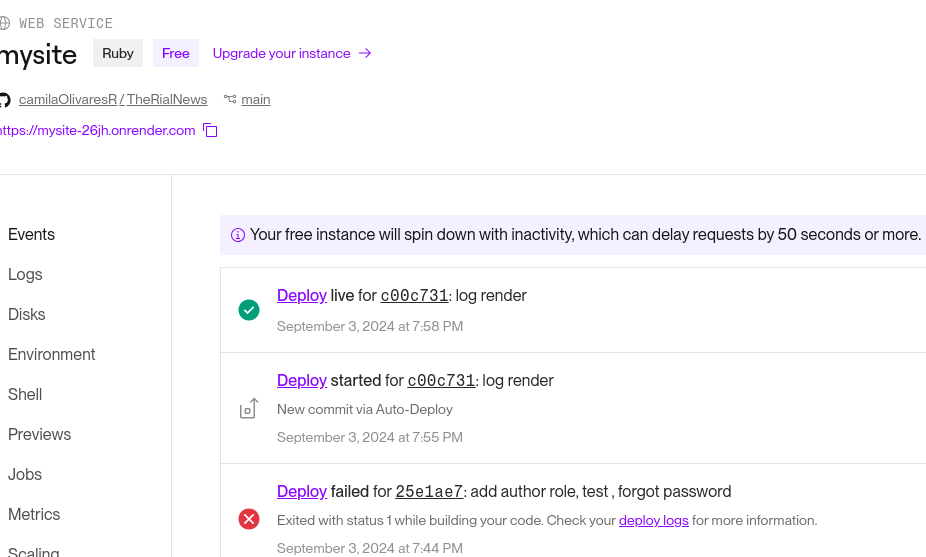 WEB SERVICE
mysite Ruby Free Upgrade your instance
camilaOlivaresR / TheRialNews main
https://mysite-26jh.onrender.com
Your free instance will spin down with inactivity, which can delay requests by 50 seconds or more.
Events
Logs
Disks
Environment
Shell
Previews
Jobs
Metrics
Scaling
Deploy live for c00c731: log render
September 3, 2024 at 7:58 PM
Deploy started for c00c731: log render
New commit via Auto-Deploy
September 3, 2024 at 7:55 PM
Deploy failed for 25e1ae7: add author role, test , forgot password
Exited with status 1 while building your code. Check your deploy logs for more information.
September 3, 2024 at 7:44 PM